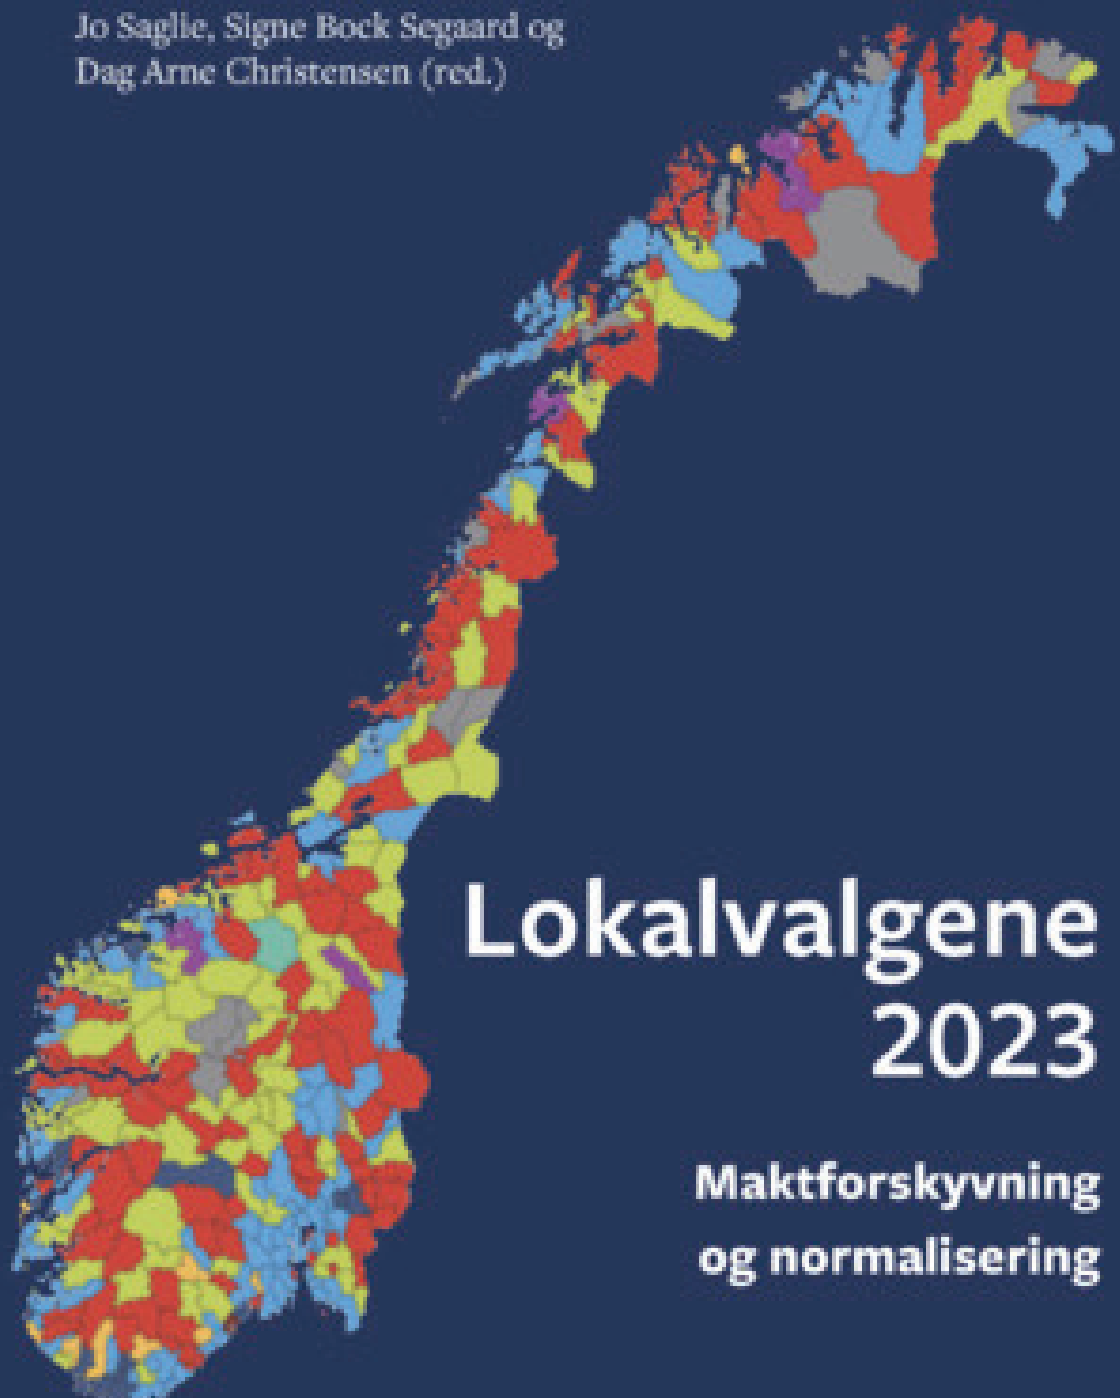 Jo Saglie, Signe Bock Segaard og
Dag Arne Christensen (red.)
Lokalvalgene
2023
Maktforskyvning
og normalisering